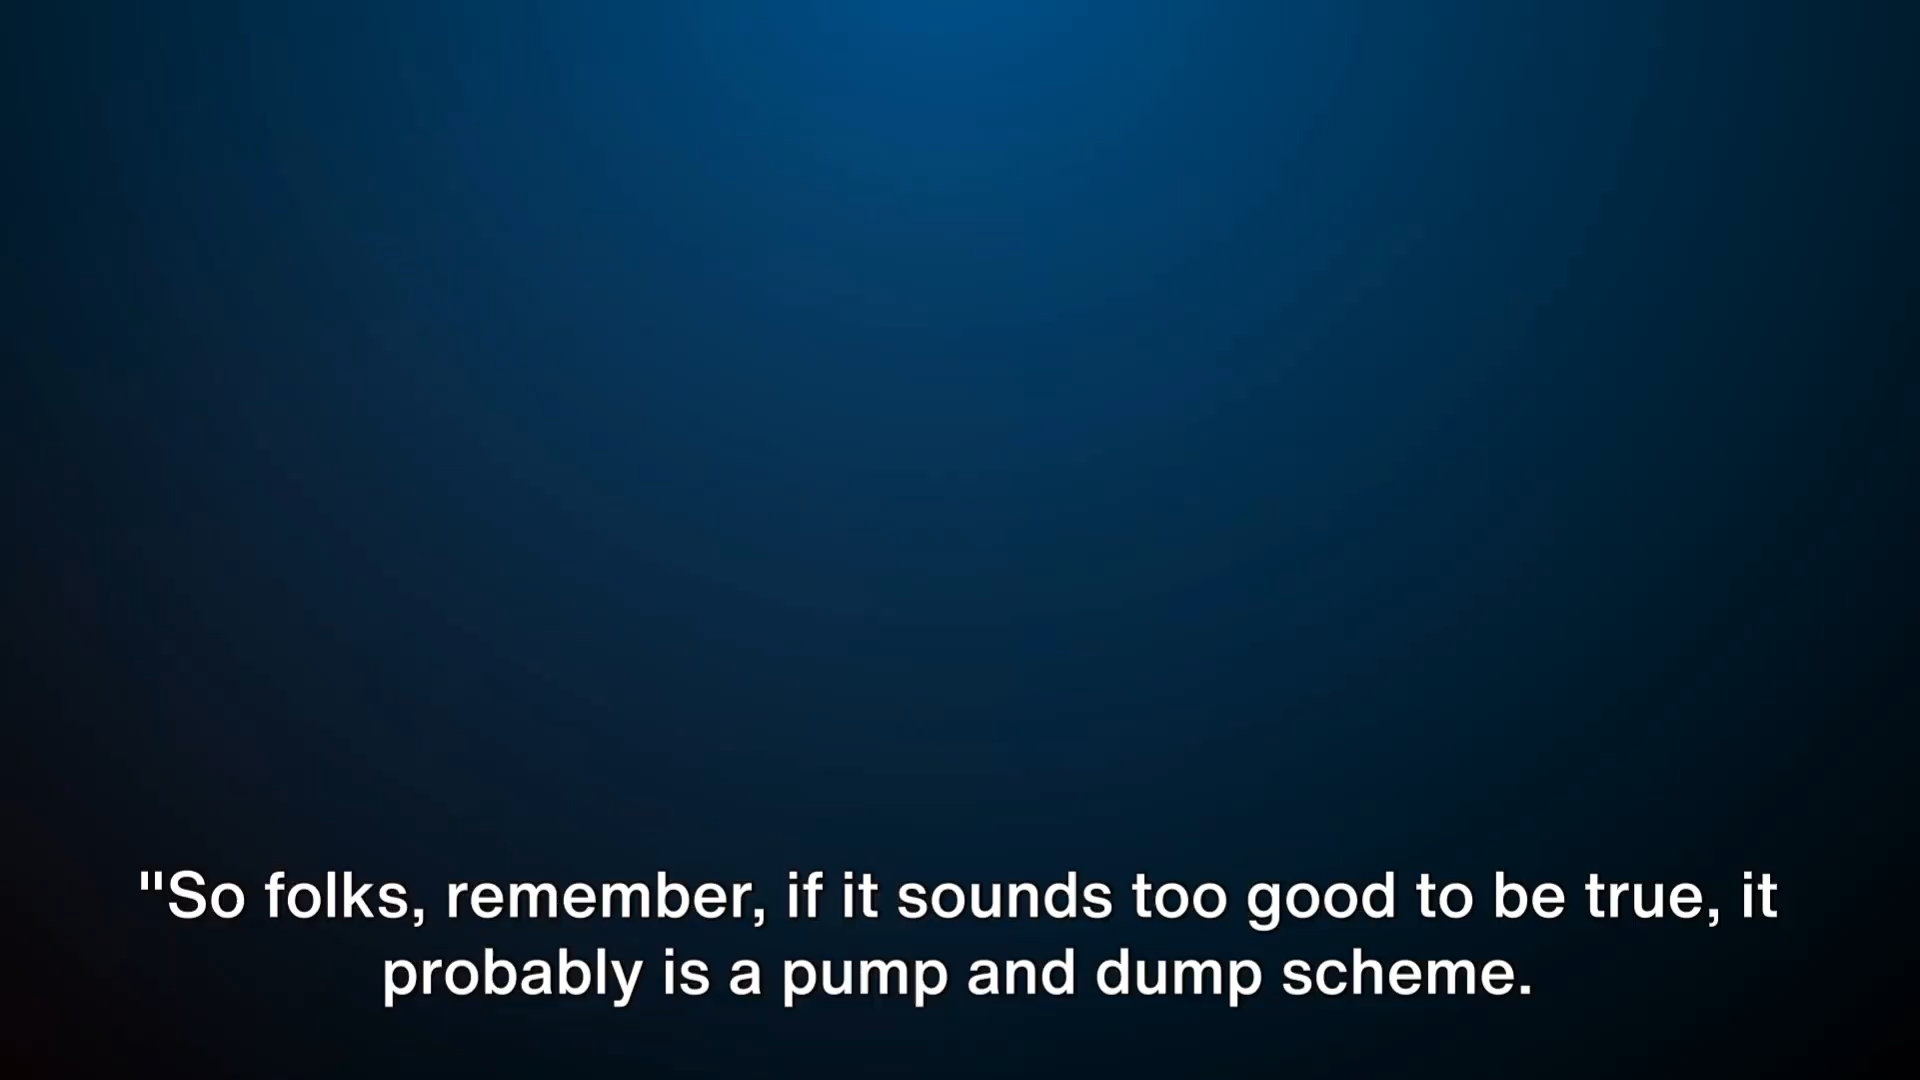 "So folks, remember, if it sounds too good to be true, it
probably is a pump and dump scheme.